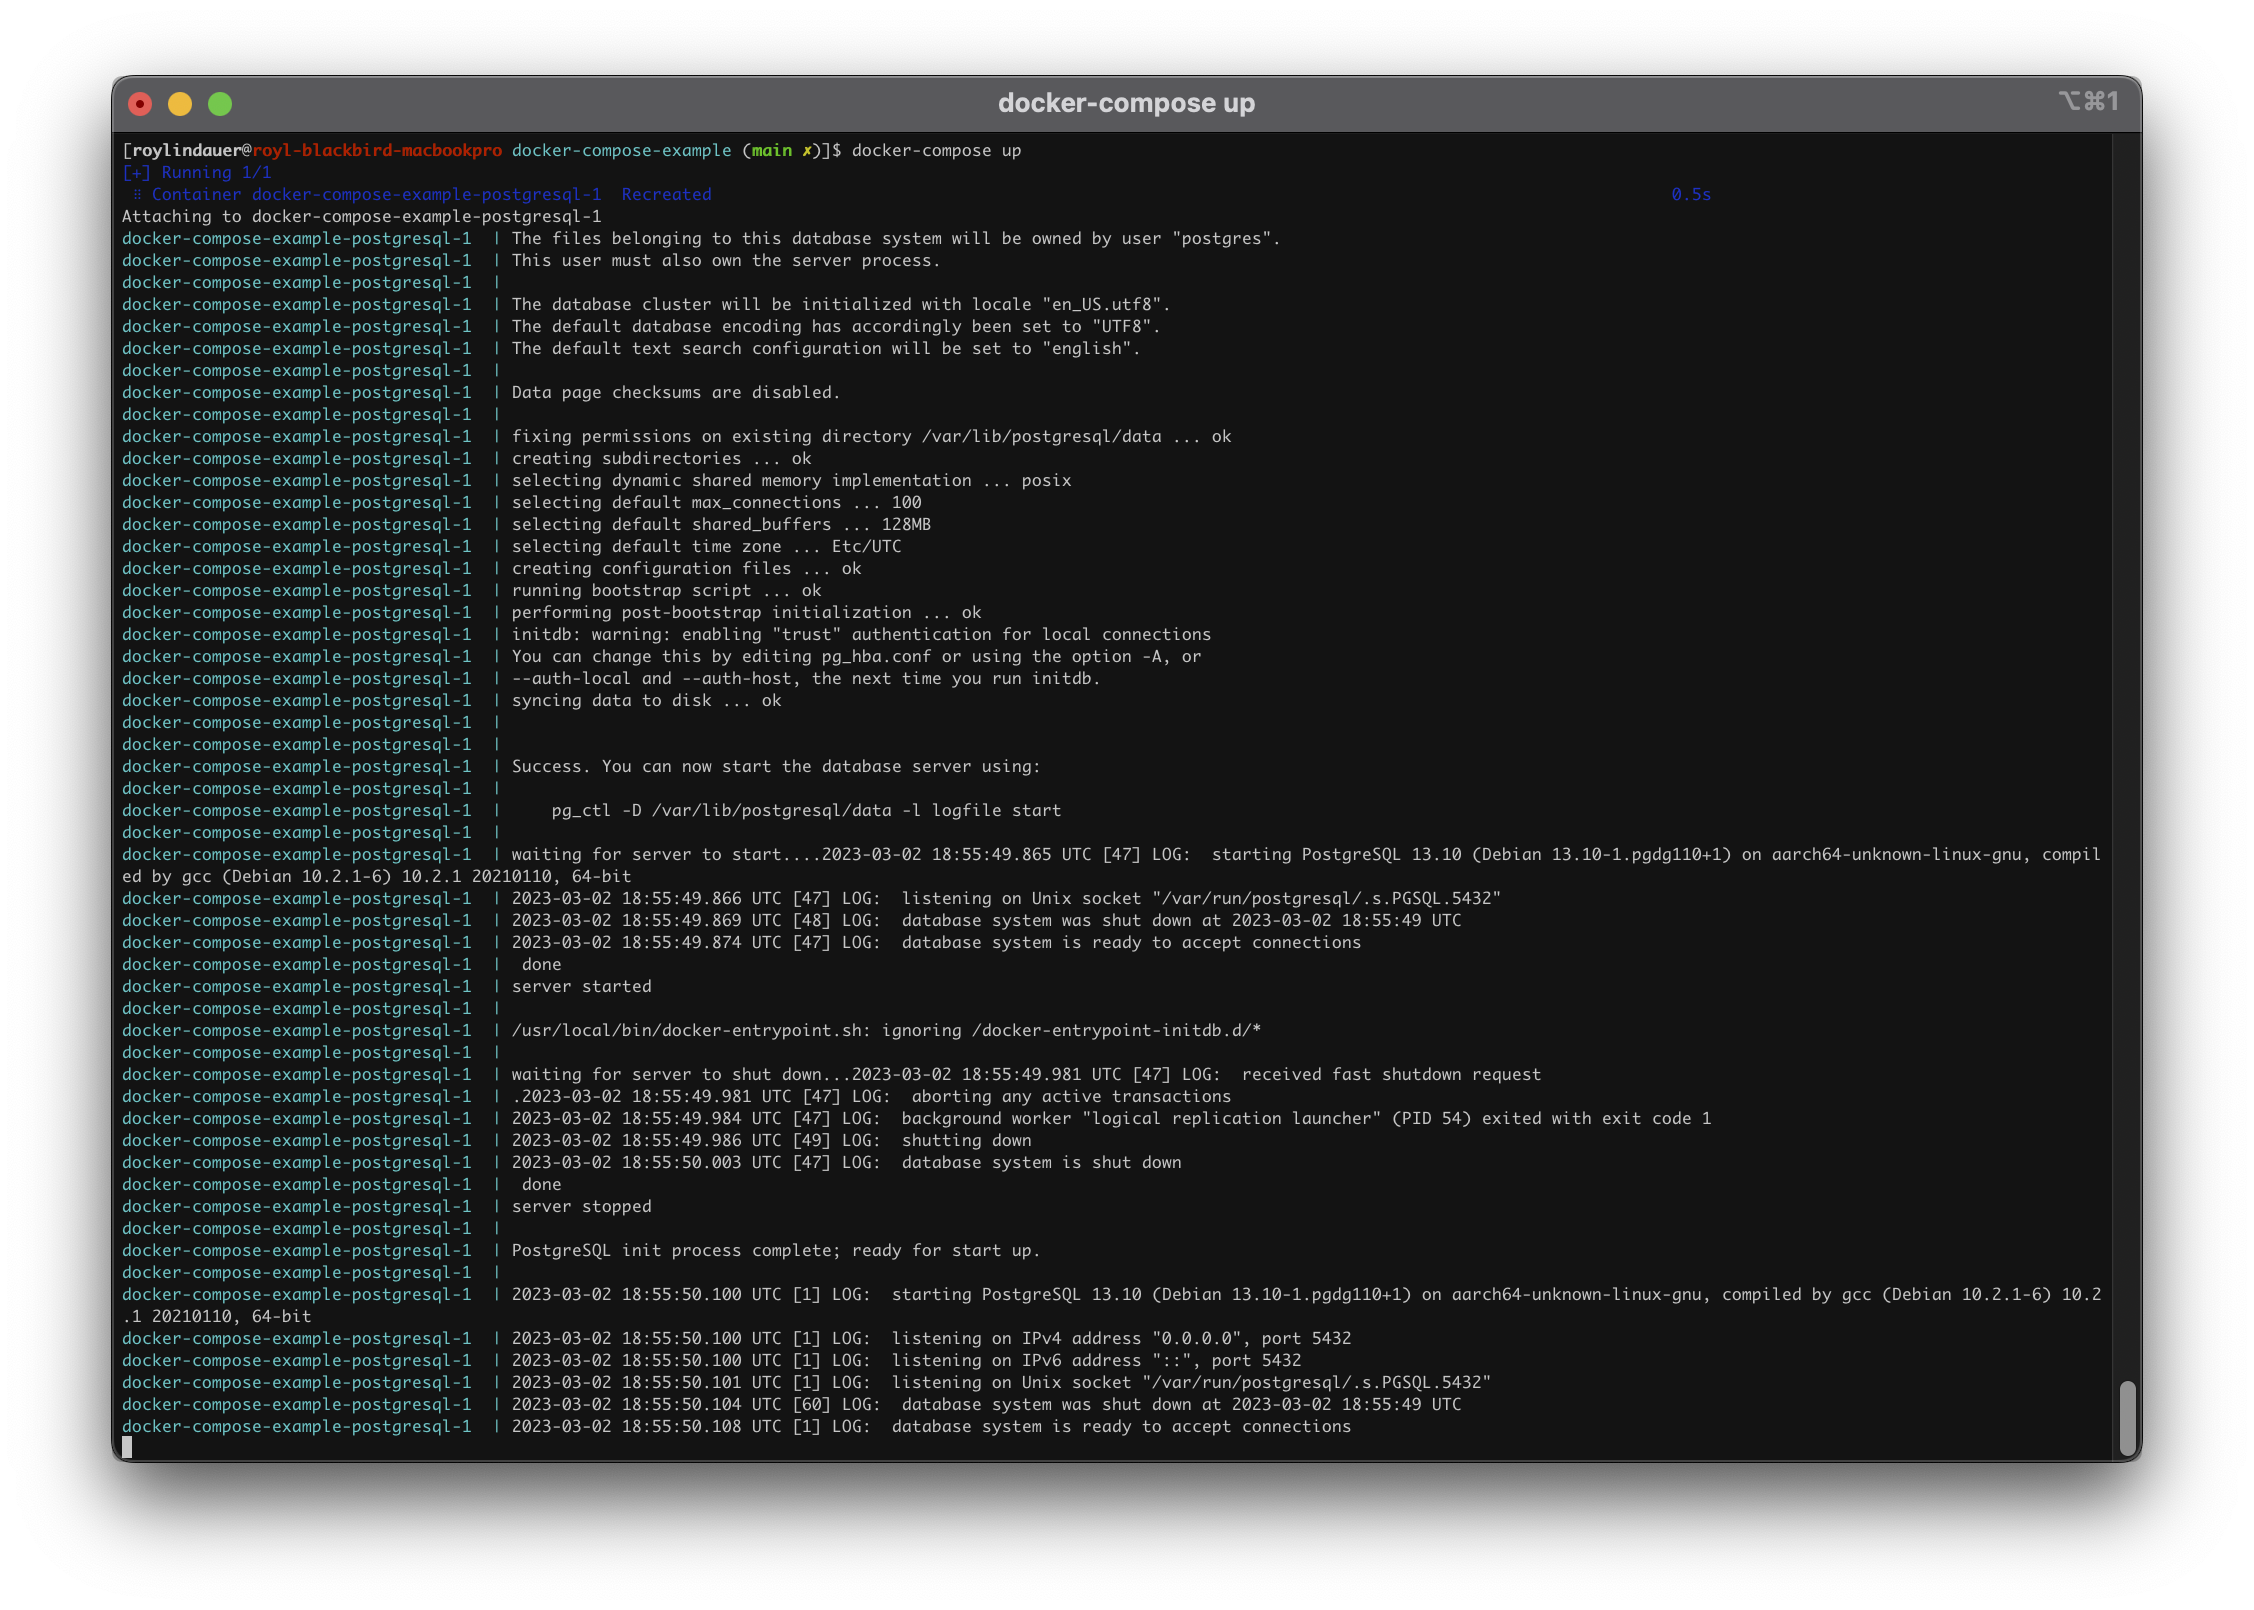 docker-compose up
⌥⌘1
[roylindauer@royl-blackbird-macbookpro docker-compose-example (main ✗)]$ docker-compose up
[+] Running 1/1
 ⠿ Container docker-compose-example-postgresql-1  Recreated                                                                                                0.5s
Attaching to docker-compose-example-postgresql-1
docker-compose-example-postgresql-1  | The files belonging to this database system will be owned by user "postgres".
docker-compose-example-postgresql-1  | This user must also own the server process.
docker-compose-example-postgresql-1  |
docker-compose-example-postgresql-1  | The database cluster will be initialized with locale "en_US.utf8".
docker-compose-example-postgresql-1  | The default database encoding has accordingly been set to "UTF8".
docker-compose-example-postgresql-1  | The default text search configuration will be set to "english".
docker-compose-example-postgresql-1  |
docker-compose-example-postgresql-1  | Data page checksums are disabled.
docker-compose-example-postgresql-1  |
docker-compose-example-postgresql-1  | fixing permissions on existing directory /var/lib/postgresql/data ... ok
docker-compose-example-postgresql-1  | creating subdirectories ... ok
docker-compose-example-postgresql-1  | selecting dynamic shared memory implementation ... posix
docker-compose-example-postgresql-1  | selecting default max_connections ... 100
docker-compose-example-postgresql-1  | selecting default shared_buffers ... 128MB
docker-compose-example-postgresql-1  | selecting default time zone ... Etc/UTC
docker-compose-example-postgresql-1  | creating configuration files ... ok
docker-compose-example-postgresql-1  | running bootstrap script ... ok
docker-compose-example-postgresql-1  | performing post-bootstrap initialization ... ok
docker-compose-example-postgresql-1  | initdb: warning: enabling "trust" authentication for local connections
docker-compose-example-postgresql-1  | You can change this by editing pg_hba.conf or using the option -A, or
docker-compose-example-postgresql-1  | --auth-local and --auth-host, the next time you run initdb.
docker-compose-example-postgresql-1  | syncing data to disk ... ok
docker-compose-example-postgresql-1  |
docker-compose-example-postgresql-1  |
docker-compose-example-postgresql-1  | Success. You can now start the database server using:
docker-compose-example-postgresql-1  |
docker-compose-example-postgresql-1  |     pg_ctl -D /var/lib/postgresql/data -l logfile start
docker-compose-example-postgresql-1  |
docker-compose-example-postgresql-1  | waiting for server to start....2023-03-02 18:55:49.865 UTC [47] LOG:  starting PostgreSQL 13.10 (Debian 13.10-1.pgdg110+1) on aarch64-unknown-linux-gnu, compil
ed by gcc (Debian 10.2.1-6) 10.2.1 20210110, 64-bit
docker-compose-example-postgresql-1  | 2023-03-02 18:55:49.866 UTC [47] LOG:  listening on Unix socket "/var/run/postgresql/.s.PGSQL.5432"
docker-compose-example-postgresql-1  | 2023-03-02 18:55:49.869 UTC [48] LOG:  database system was shut down at 2023-03-02 18:55:49 UTC
docker-compose-example-postgresql-1  | 2023-03-02 18:55:49.874 UTC [47] LOG:  database system is ready to accept connections
docker-compose-example-postgresql-1  |  done
docker-compose-example-postgresql-1  | server started
docker-compose-example-postgresql-1  |
docker-compose-example-postgresql-1  | /usr/local/bin/docker-entrypoint.sh: ignoring /docker-entrypoint-initdb.d/*
docker-compose-example-postgresql-1  |
docker-compose-example-postgresql-1  | waiting for server to shut down...2023-03-02 18:55:49.981 UTC [47] LOG:  received fast shutdown request
docker-compose-example-postgresql-1  | .2023-03-02 18:55:49.981 UTC [47] LOG:  aborting any active transactions
docker-compose-example-postgresql-1  | 2023-03-02 18:55:49.984 UTC [47] LOG:  background worker "logical replication launcher" (PID 54) exited with exit code 1
docker-compose-example-postgresql-1  | 2023-03-02 18:55:49.986 UTC [49] LOG:  shutting down
docker-compose-example-postgresql-1  | 2023-03-02 18:55:50.003 UTC [47] LOG:  database system is shut down
docker-compose-example-postgresql-1  |  done
docker-compose-example-postgresql-1  | server stopped
docker-compose-example-postgresql-1  |
docker-compose-example-postgresql-1  | PostgreSQL init process complete; ready for start up.
docker-compose-example-postgresql-1  |
docker-compose-example-postgresql-1  | 2023-03-02 18:55:50.100 UTC [1] LOG:  starting PostgreSQL 13.10 (Debian 13.10-1.pgdg110+1) on aarch64-unknown-linux-gnu, compiled by gcc (Debian 10.2.1-6) 10.2
.1 20210110, 64-bit
docker-compose-example-postgresql-1  | 2023-03-02 18:55:50.100 UTC [1] LOG:  listening on IPv4 address "0.0.0.0", port 5432
docker-compose-example-postgresql-1  | 2023-03-02 18:55:50.100 UTC [1] LOG:  listening on IPv6 address "::", port 5432
docker-compose-example-postgresql-1  | 2023-03-02 18:55:50.101 UTC [1] LOG:  listening on Unix socket "/var/run/postgresql/.s.PGSQL.5432"
docker-compose-example-postgresql-1  | 2023-03-02 18:55:50.104 UTC [60] LOG:  database system was shut down at 2023-03-02 18:55:49 UTC
docker-compose-example-postgresql-1  | 2023-03-02 18:55:50.108 UTC [1] LOG:  database system is ready to accept connections